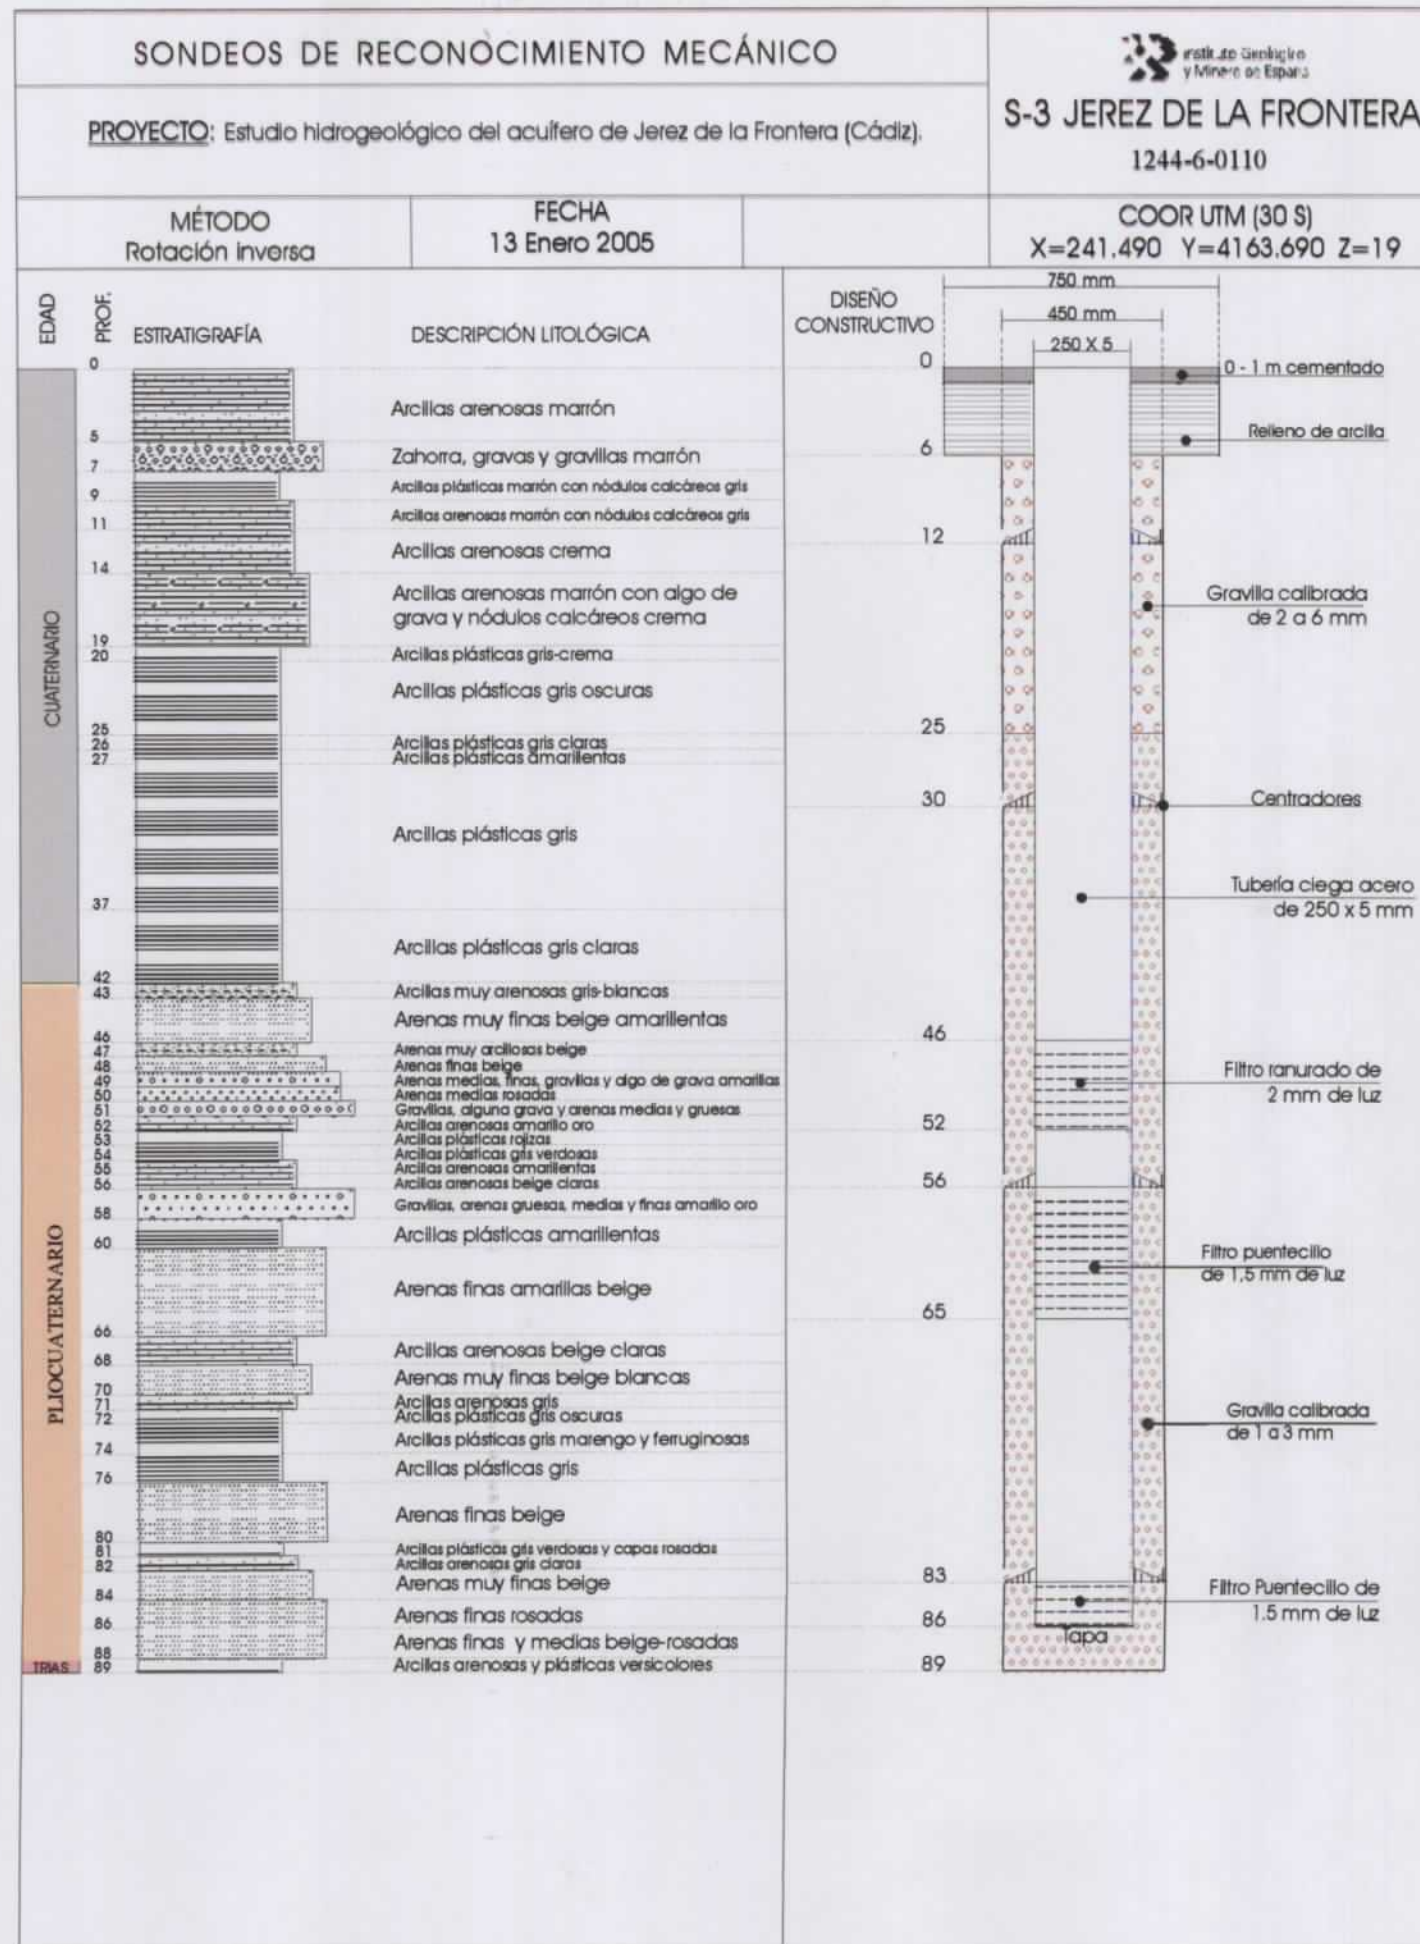 SONDEOS DE RECONOCIMIENTO MECÁNICO
PROYECTO: Estudio hidrogeológico del acuífero de Jerez de la Frontera (Cádiz).
Instituto Geológico
y Minero de España
S-3 JEREZ DE LA FRONTERA
1244-6-0110
MÉTODO
Rotación inversa
FECHA
13 Enero 2005
COOR UTM (30 S)
X=241.490 Y=4163.690 Z=19
EDAD
PROF.
ESTRATIGRAFÍA
DESCRIPCIÓN LITOLÓGICA
CUATERNARIO
PLIOCUATERNARIO
TRIAS
0
Arcillas arenosas marrón
5
Zahorra, gravas y gravillas marrón
7
Arcillas plásticas marrón con nódulos calcáreos gris
9
Arcillas arenosas marrón con nódulos calcáreos gris
11
Arcillas arenosas crema
14
Arcillas arenosas marrón con algo de
grava y nódulos calcáreos crema
19
Arcillas plásticas gris-crema
20
Arcillas plásticas gris oscuras
25
Arcillas plásticas gris claras
26
Arcillas plásticas amarillentas
27
Arcillas plásticas gris
37
Arcillas plásticas gris claras
42
Arcillas muy arenosas gris-blancas
43
Arenas muy finas beige amarillentas
46
Arenas muy arcillosas beige
47
Arenas finas beige
48
Arenas medias, finas, gravillas y algo de grava amarillas
49
Arenas medias rosadas
50
Gravillas, alguna grava y arenas medias y gruesas
51
Arcillas arenosas amarillo oro
52
Arcillas plásticas rojizas
53
Arcillas plásticas gris verdosas
54
Arcillas arenosas amarillentas
55
Arcillas arenosas beige claras
56
Gravillas, arenas gruesas, medias y finas amarillo oro
58
Arcillas plásticas amarillentas
60
Arenas finas amarillas beige
66
Arcillas arenosas beige claras
68
Arenas muy finas beige blancas
70
Arcillas arenosas gris
71
Arcillas plásticas gris oscuras
72
Arcillas plásticas gris marengo y ferruginosas
74
Arcillas plásticas gris
76
Arenas finas beige
80
Arcillas plásticas gris verdosas y capas rosadas
81
Arcillas arenosas gris claras
82
Arenas muy finas beige
84
Arenas finas rosadas
86
Arenas finas y medias beige-rosadas
88
Arcillas arenosas y plásticas versicolores
89
DISEÑO
CONSTRUCTIVO
750 mm
450 mm
250 X 5
0
0 - 1 m cementado
Relleno de arcilla
6
12
Gravilla calibrada
de 2 a 6 mm
25
30
Centradores
Tubería ciega acero
de 250 x 5 mm
46
Filtro ranurado de
2 mm de luz
52
56
Filtro puentecillo
de 1,5 mm de luz
65
Gravilla calibrada
de 1 a 3 mm
83
Filtro Puentecillo de
1.5 mm de luz
86
Tapa
89